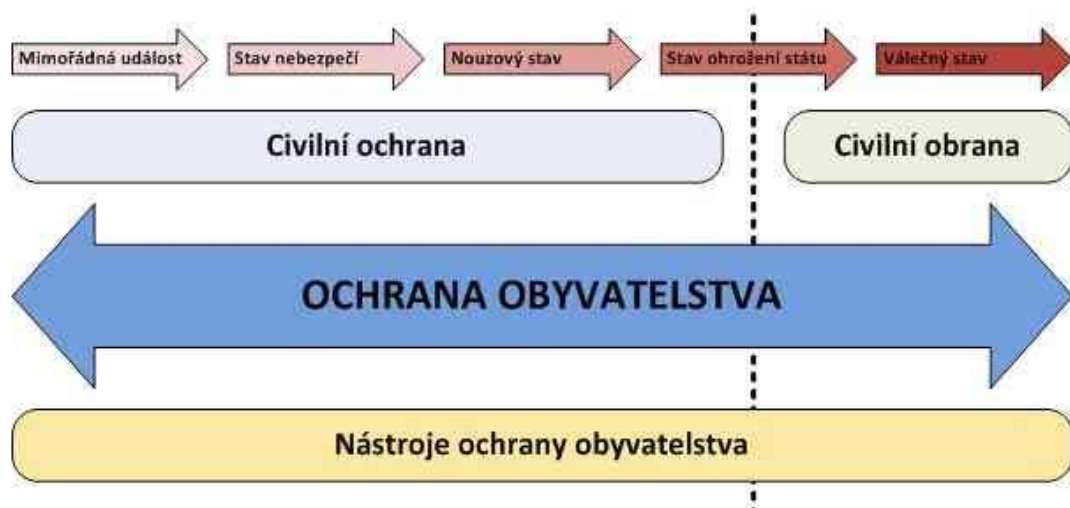 Mimořádná událost
Stav nebezpečí
Nouzový stav
Stav ohrožení státu
Válečný stav
Civilní ochrana
Civilní obrana
OCHRANA OBYVATELSTVA
Nástroje ochrany obyvatelstva